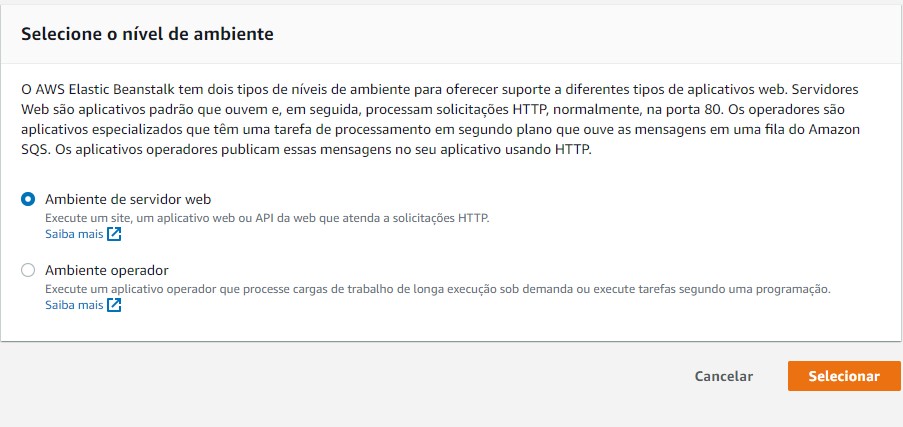 Selecione o nível de ambiente
O AWS Elastic Beanstalk tem dois tipos de níveis de ambiente para oferecer suporte a diferentes tipos de aplicativos web. Servidores
Web são aplicativos padrão que ouvem e, em seguida, processam solicitações HTTP, normalmente, na porta 80. Os operadores são
aplicativos especializados que têm uma tarefa de processamento em segundo plano que ouve as mensagens em uma fila do Amazon
SQS. Os aplicativos operadores publicam essas mensagens no seu aplicativo usando HTTP.
Ambiente de servidor web
Execute um site, um aplicativo web ou API da web que atenda a solicitações HTTP.
Saiba mais
Ambiente operador
Execute um aplicativo operador que processe cargas de trabalho de longa execução sob demanda ou execute tarefas segundo uma programação.
Saiba mais
Cancelar Selecionar